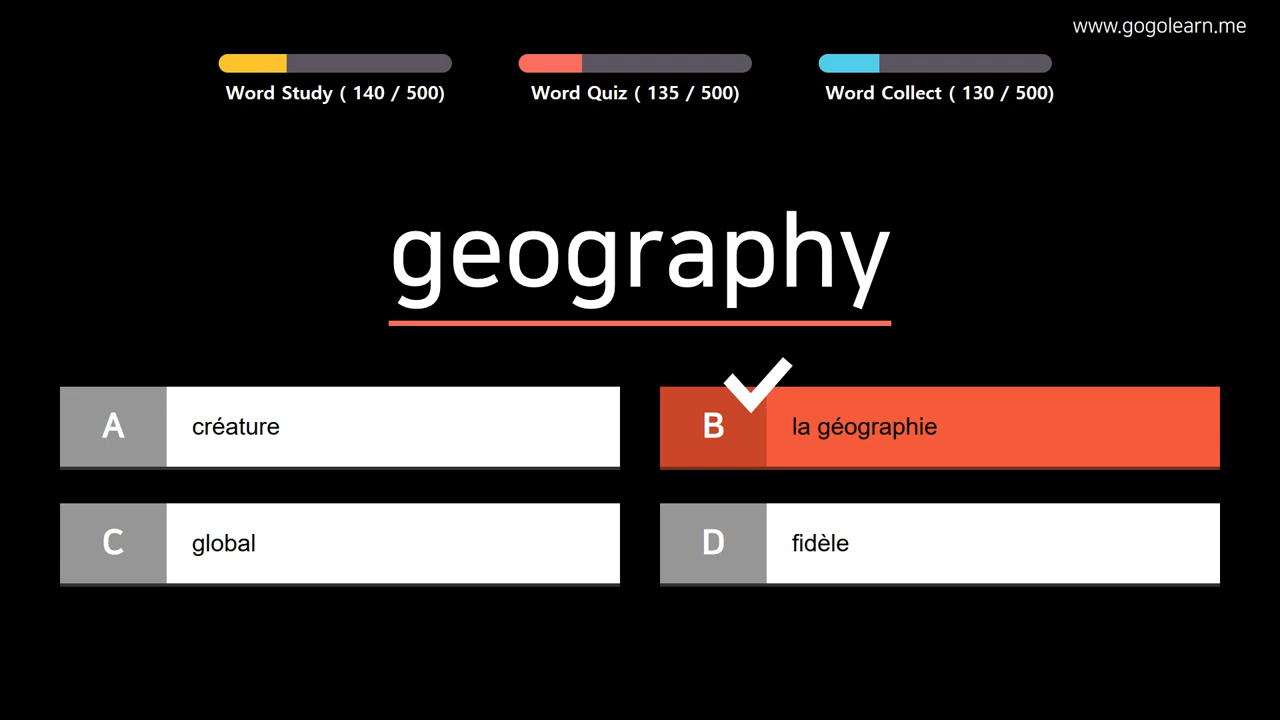 www.gogolearn.me
Word Study ( 140 / 500)
Word Quiz ( 135 / 500)
Word Collect ( 130 / 500)
geography
A créature
B la géographie
C global
D fidèle